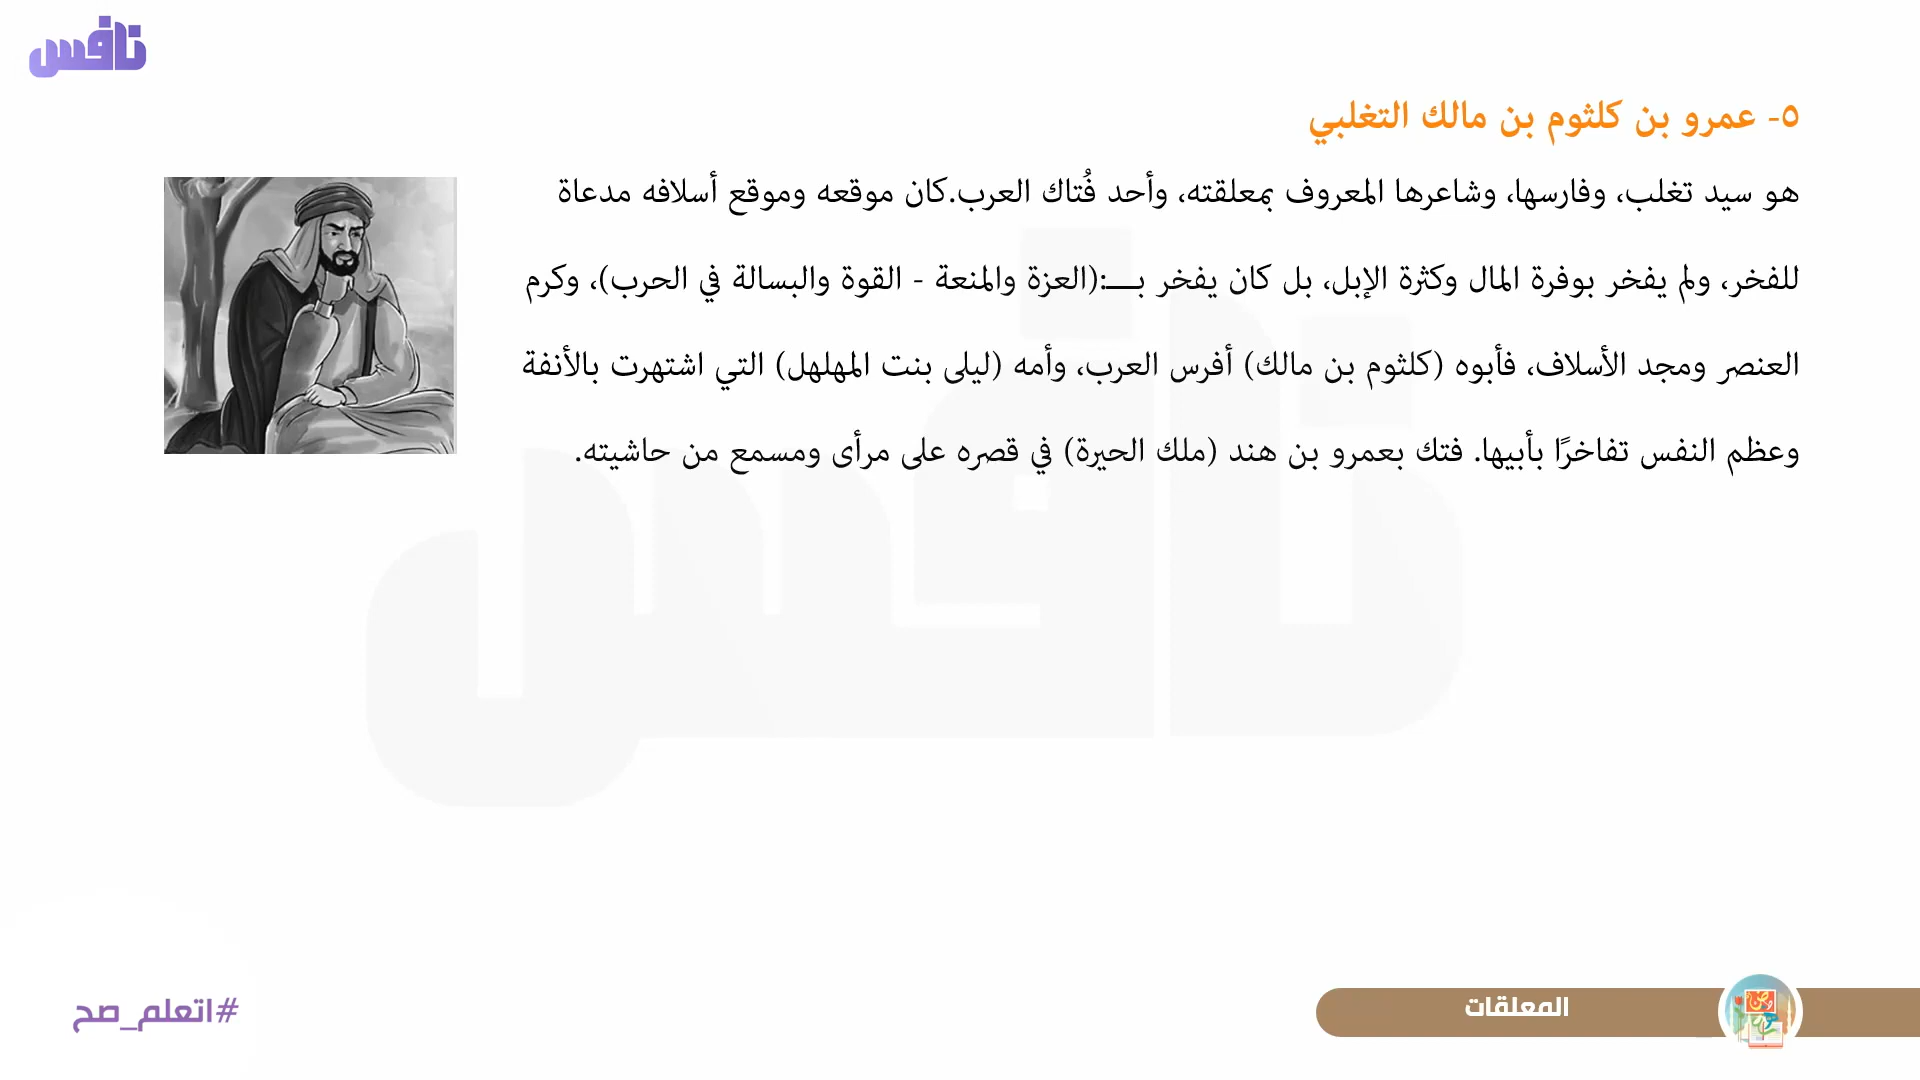 نافس
٥- عمرو بن كلثوم بن مالك التغلبي
هو سيد تغلب، وفارسها، وشاعرها المعروف بمعلقته، وأحد فُتاك العرب.كان موقعه وموقع أسلافه مدعاة
للفخر، ولم يفخر بوفرة المال وكثرة الإبل، بل كان يفخر بـــ:(العزة والمنعة - القوة والبسالة في الحرب)، وكرم
العنصر ومجد الأسلاف، فأبوه (كلثوم بن مالك) أفرس العرب، وأمه (ليلى بنت المهلهل) التي اشتهرت بالأنفة
وعظم النفس تفاخرًا بأبيها. فتك بعمرو بن هند (ملك الحيرة) في قصره على مرأى ومسمع من حاشيته.
نافس
المعلقات
#اتعلم_صح